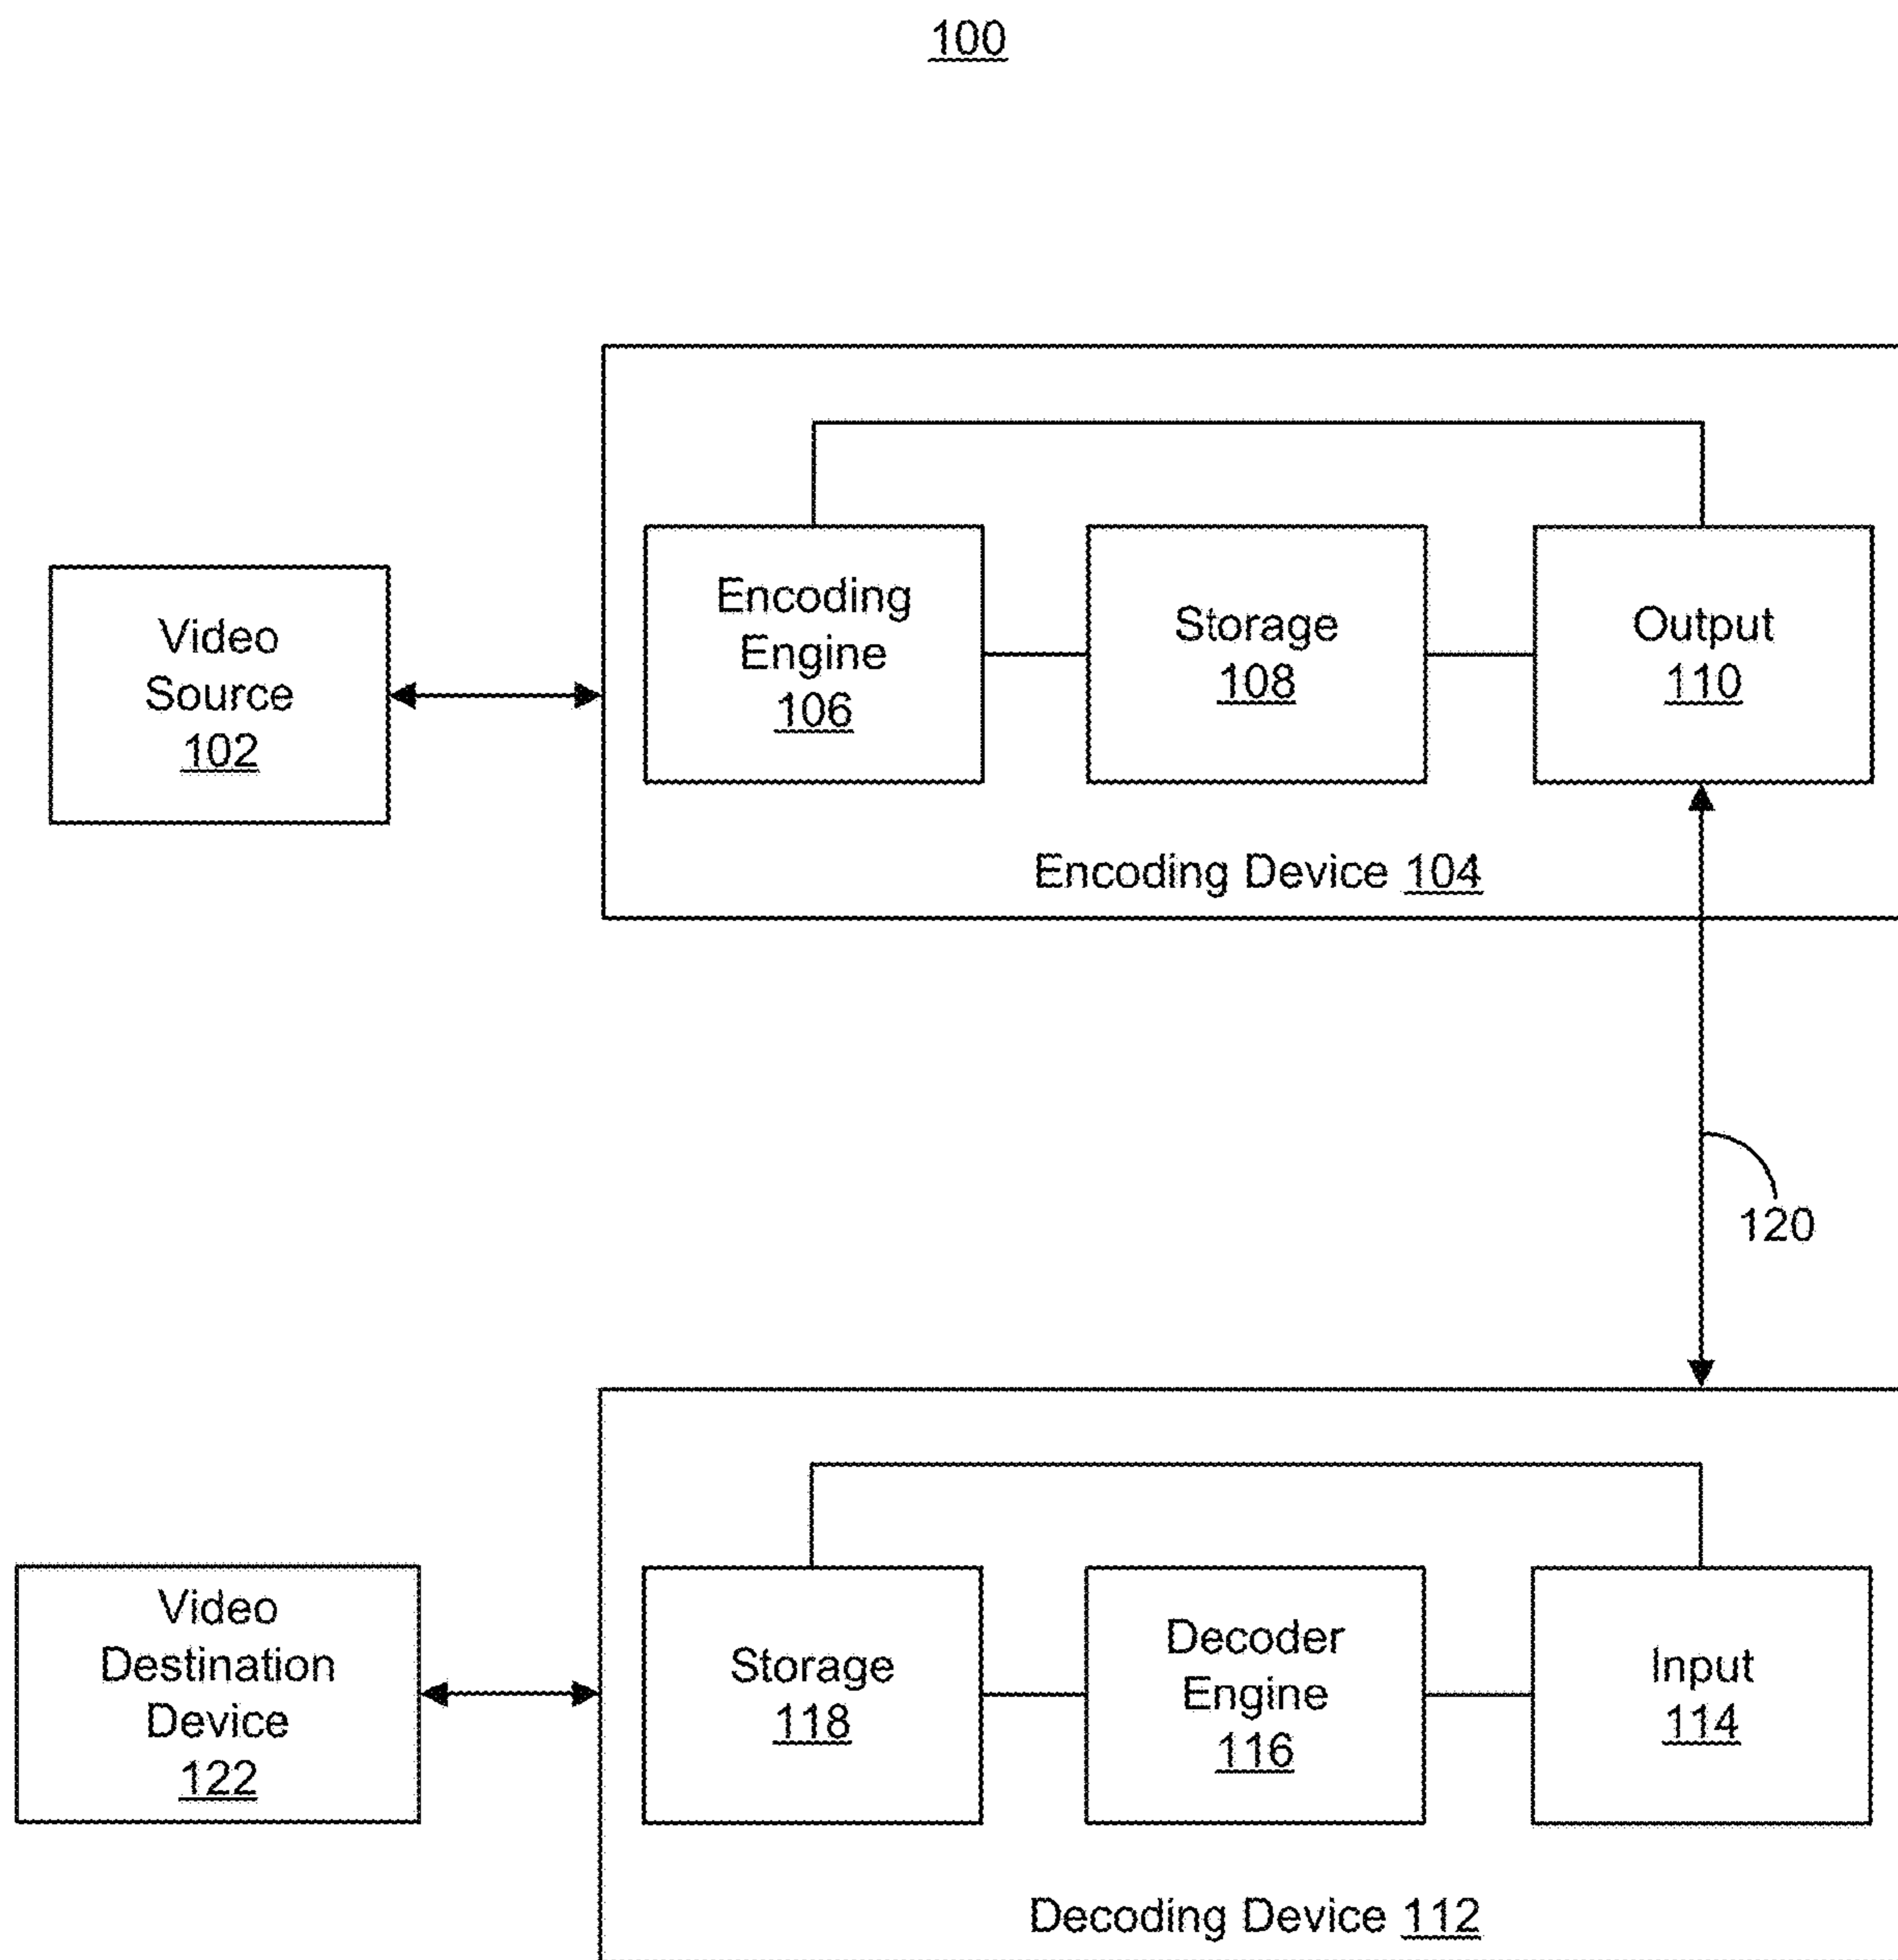 100
Video
Source
102
Encoding
Engine
106
Storage
108
Output
110
Encoding Device 104
120
Video
Destination
Device
122
Storage
118
Decoder
Engine
116
Input
114
Decoding Device 112